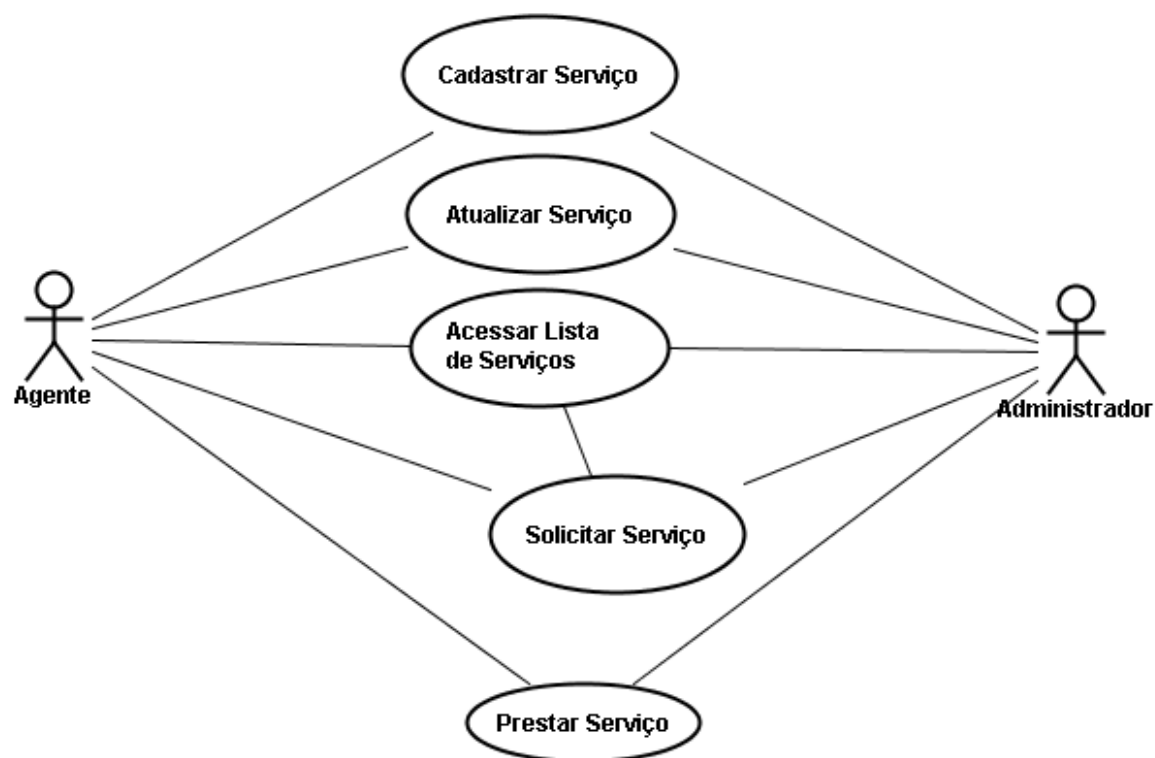 Cadastrar Serviço
Atualizar Serviço
Acessar Lista
de Serviços
Agente
Administrador
Solicitar Serviço
Prestar Serviço